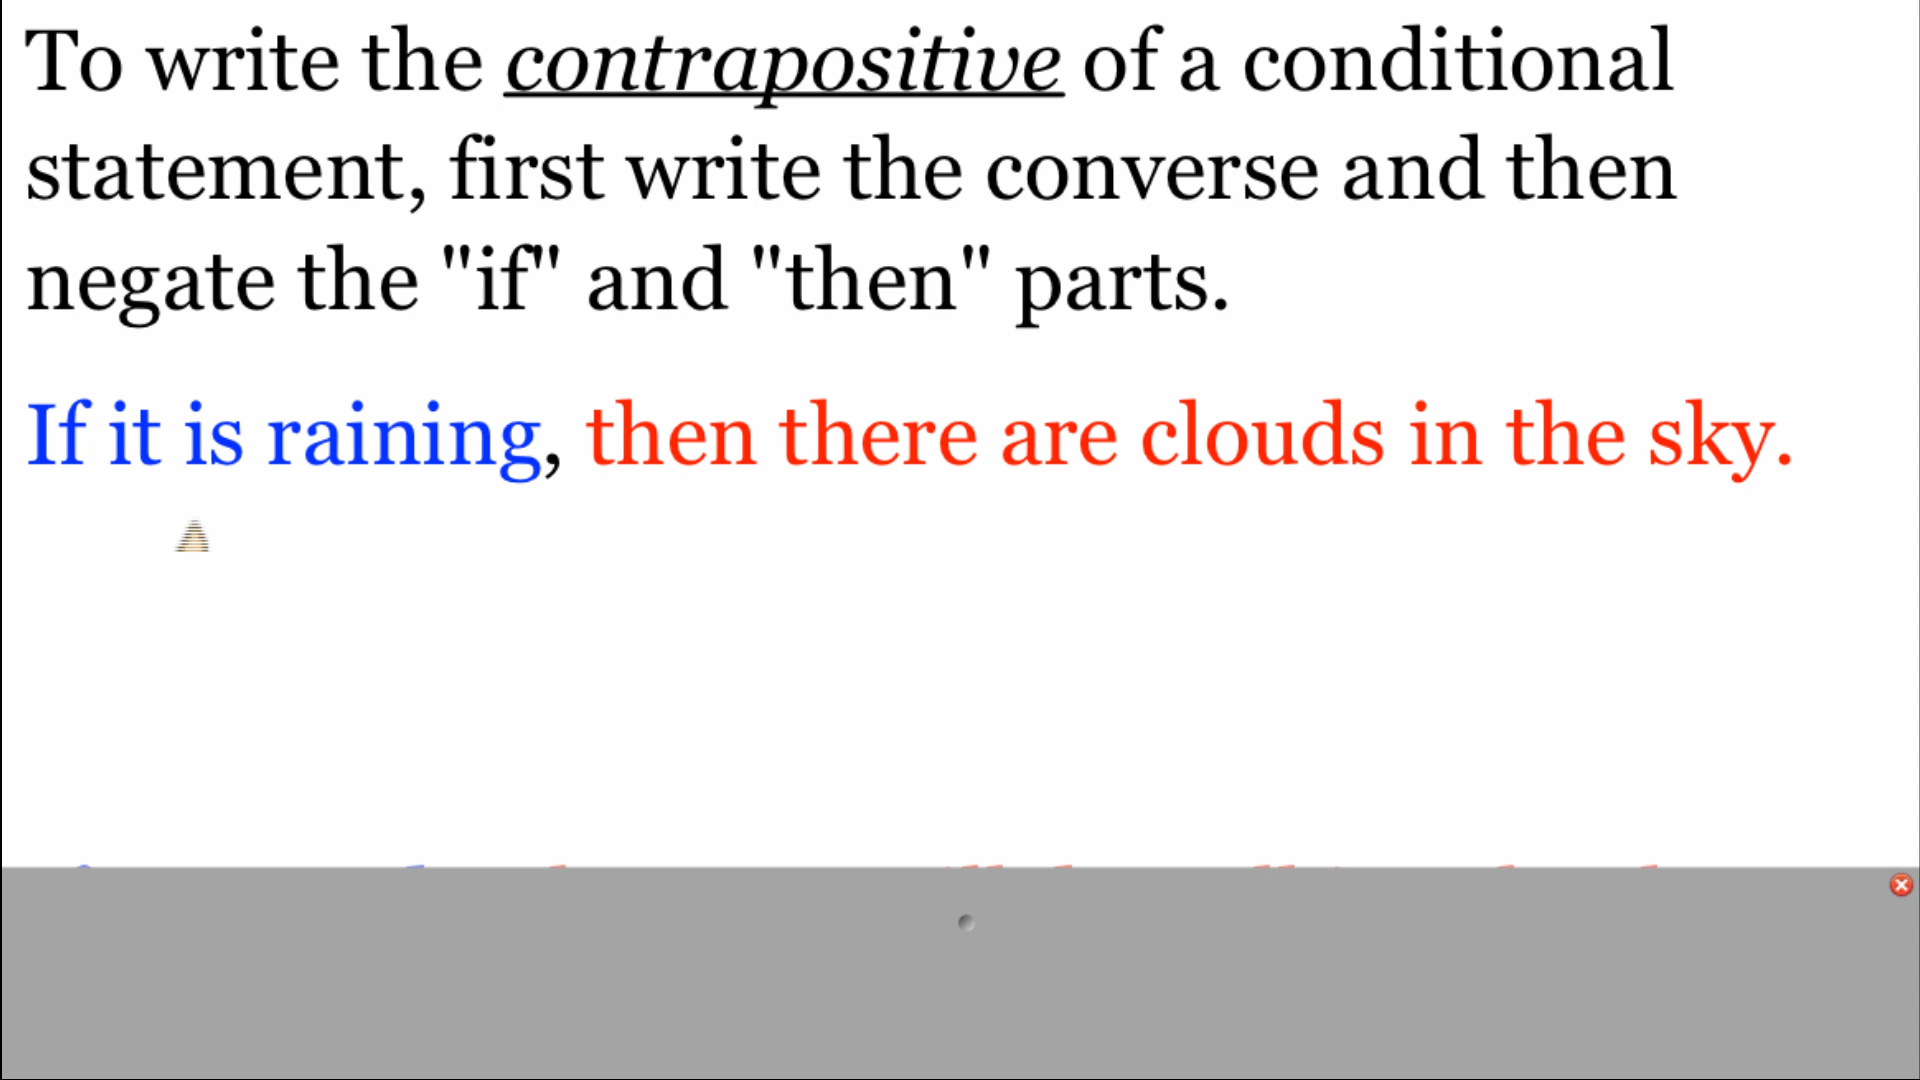 To write the contrapositive of a conditional
statement, first write the converse and then
negate the "if" and "then" parts.
If it is raining, then there are clouds in the sky.